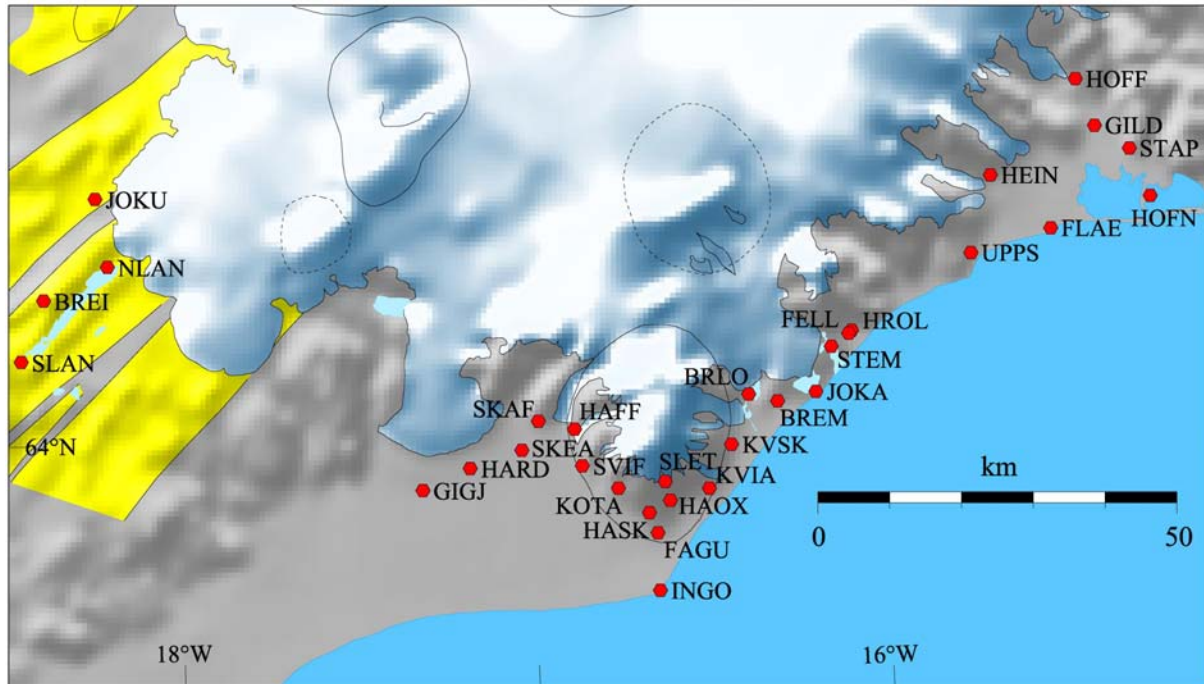 HOFF
GILD
STAP
HEIN
JOKU
HOFN
FLAE
UPPS
NLAN
BREI
FELL
HROL
STEM
SLAN
BRLO
JOKA
BREM
SKAF
HAFF
64°N
SKEA
KVSK
HARD
SVIF
SLET
KVIA
km
GIGJ
KOTA
HAOX
HASK
FAGU
0
50
INGO
18°W
16°W